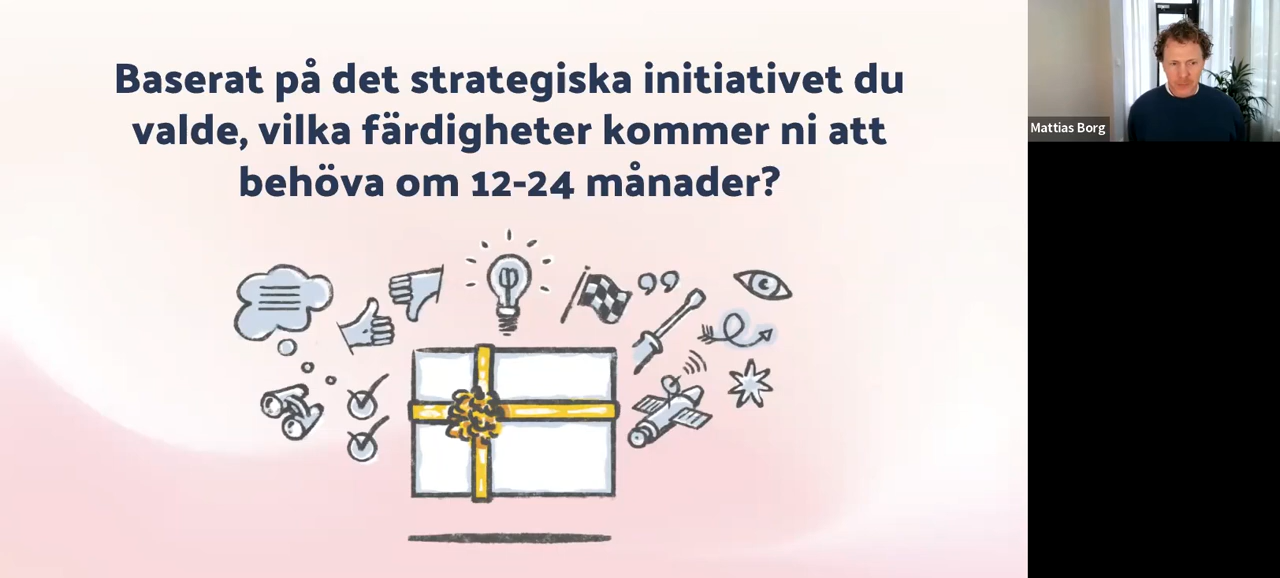 Baserat på det strategiska initiativet du
valde, vilka färdigheter kommer ni att
behöva om 12-24 månader?
Mattias Borg